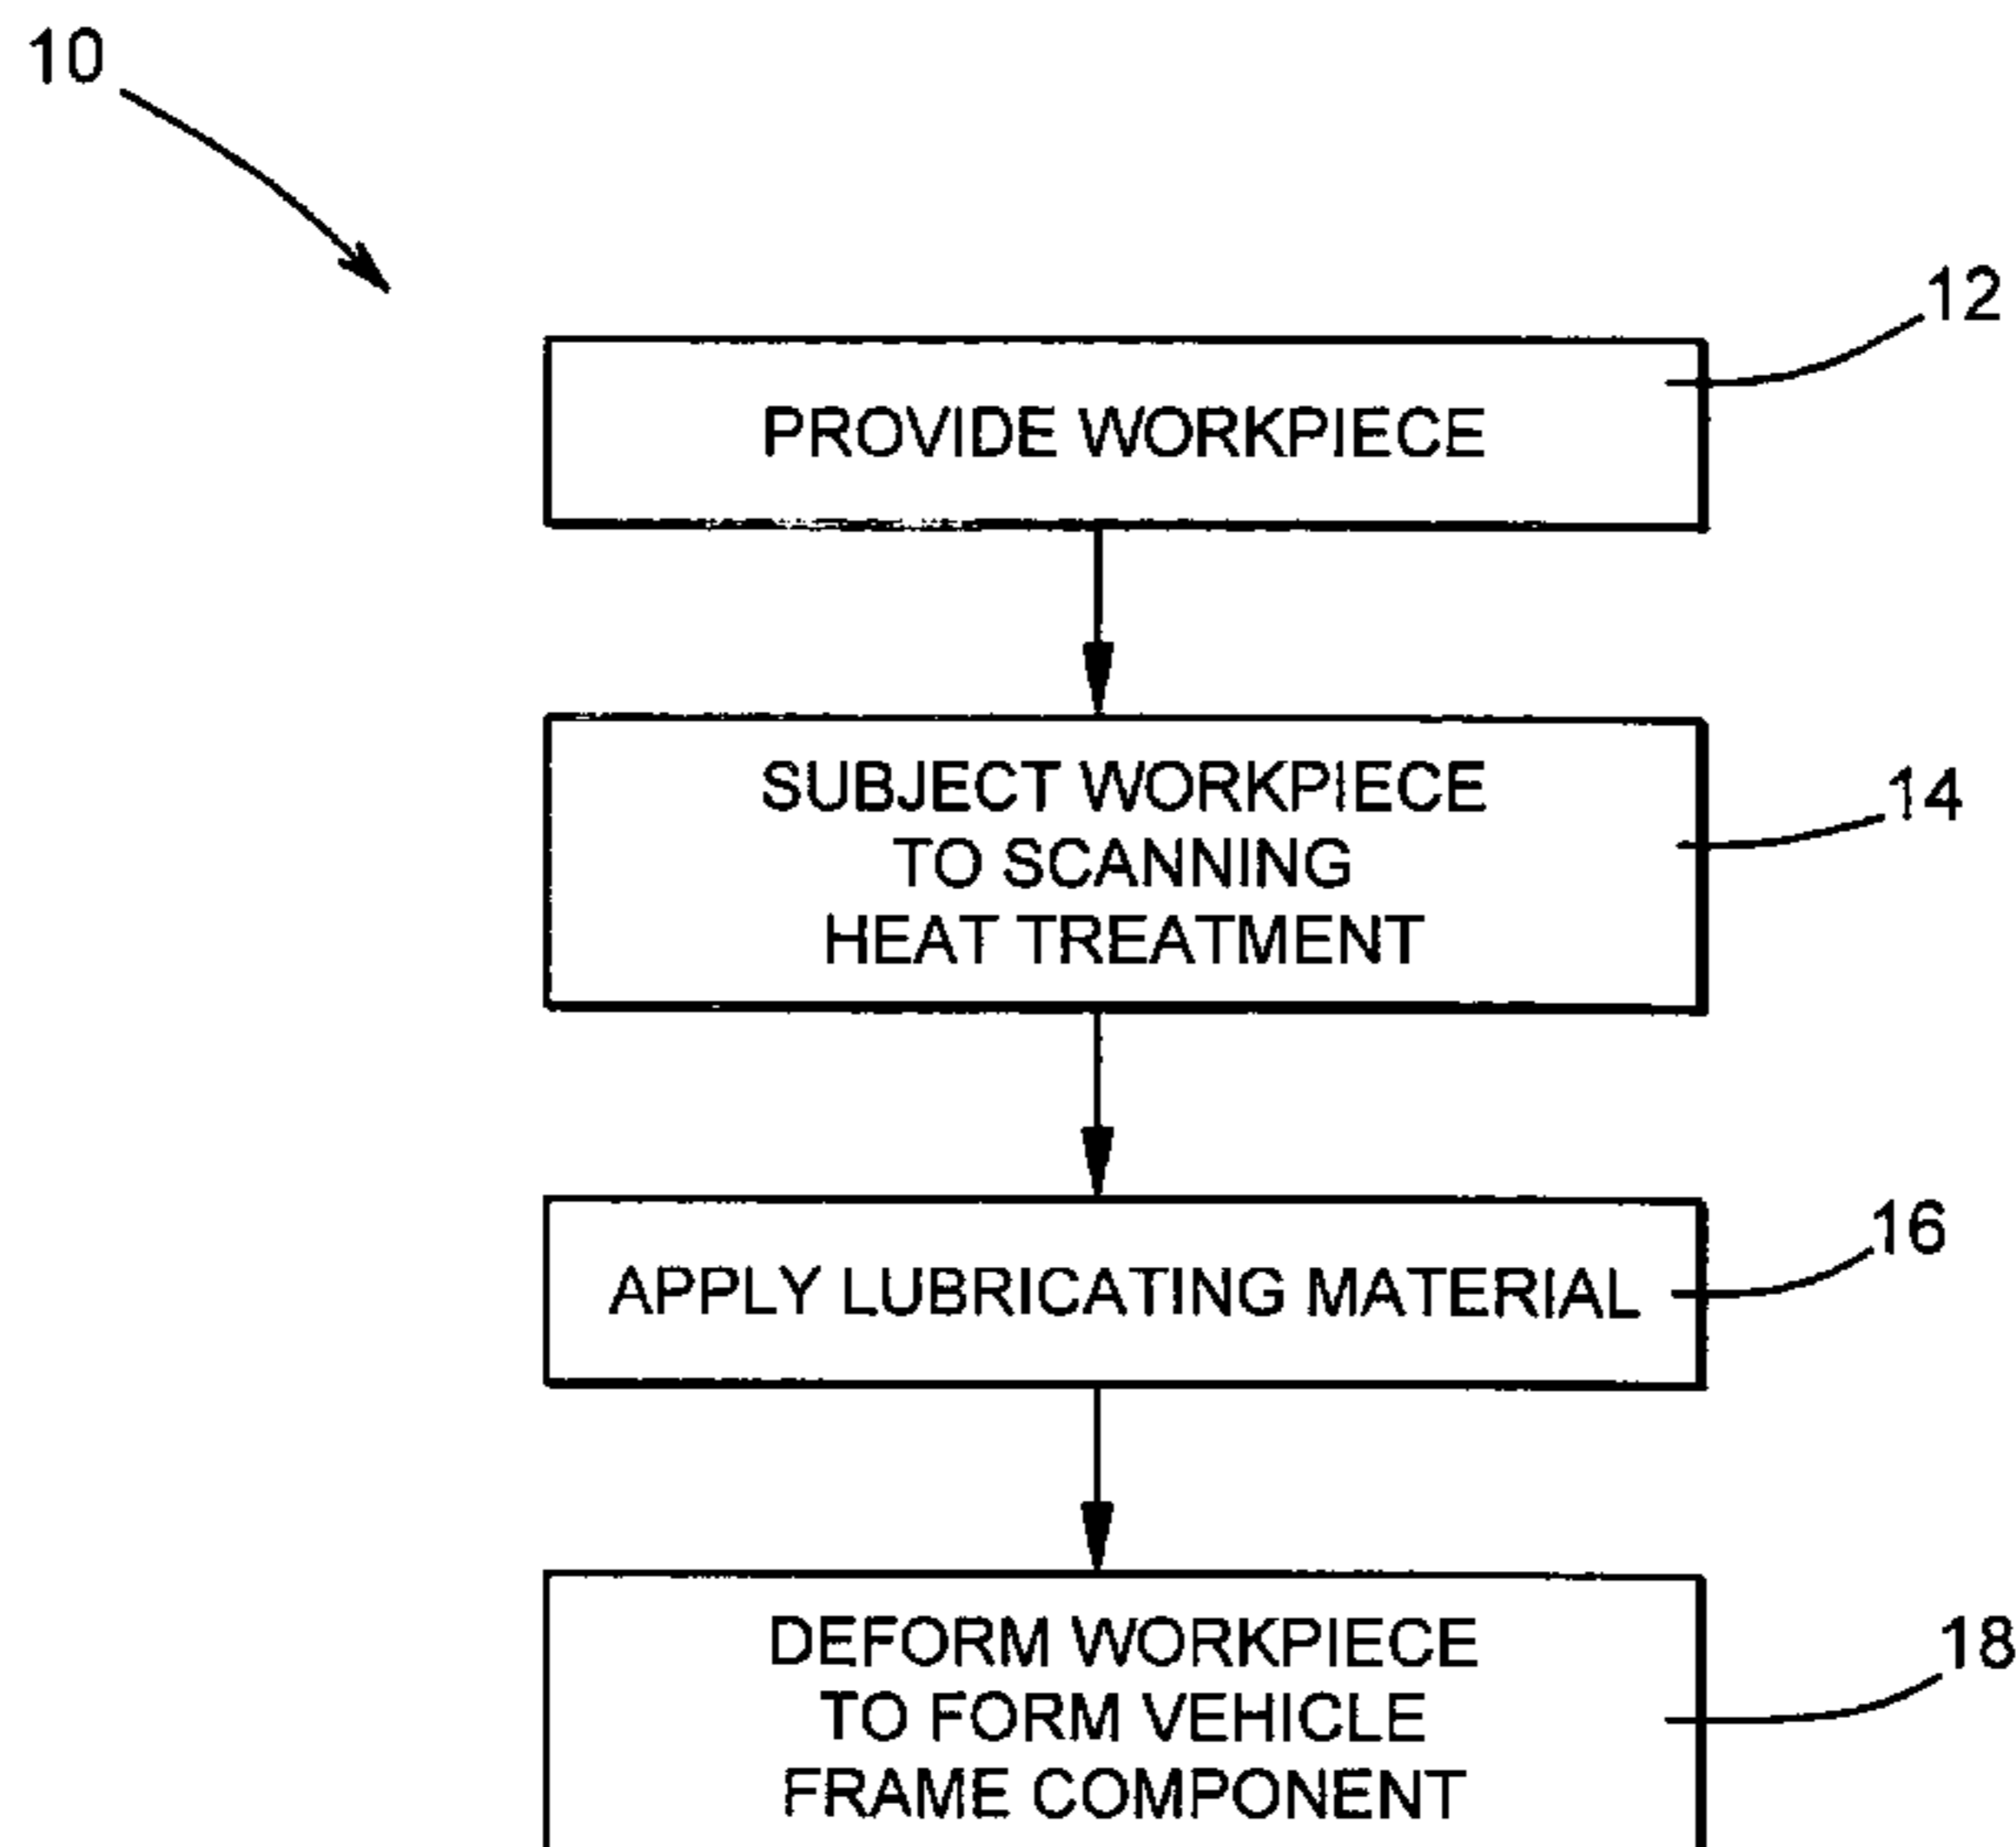 10
12
PROVIDE WORKPIECE
SUBJECT WORKPIECE
TO SCANNING
HEAT TREATMENT
14
APPLY LUBRICATING MATERIAL
16
DEFORM WORKPIECE
TO FORM VEHICLE
FRAME COMPONENT
18